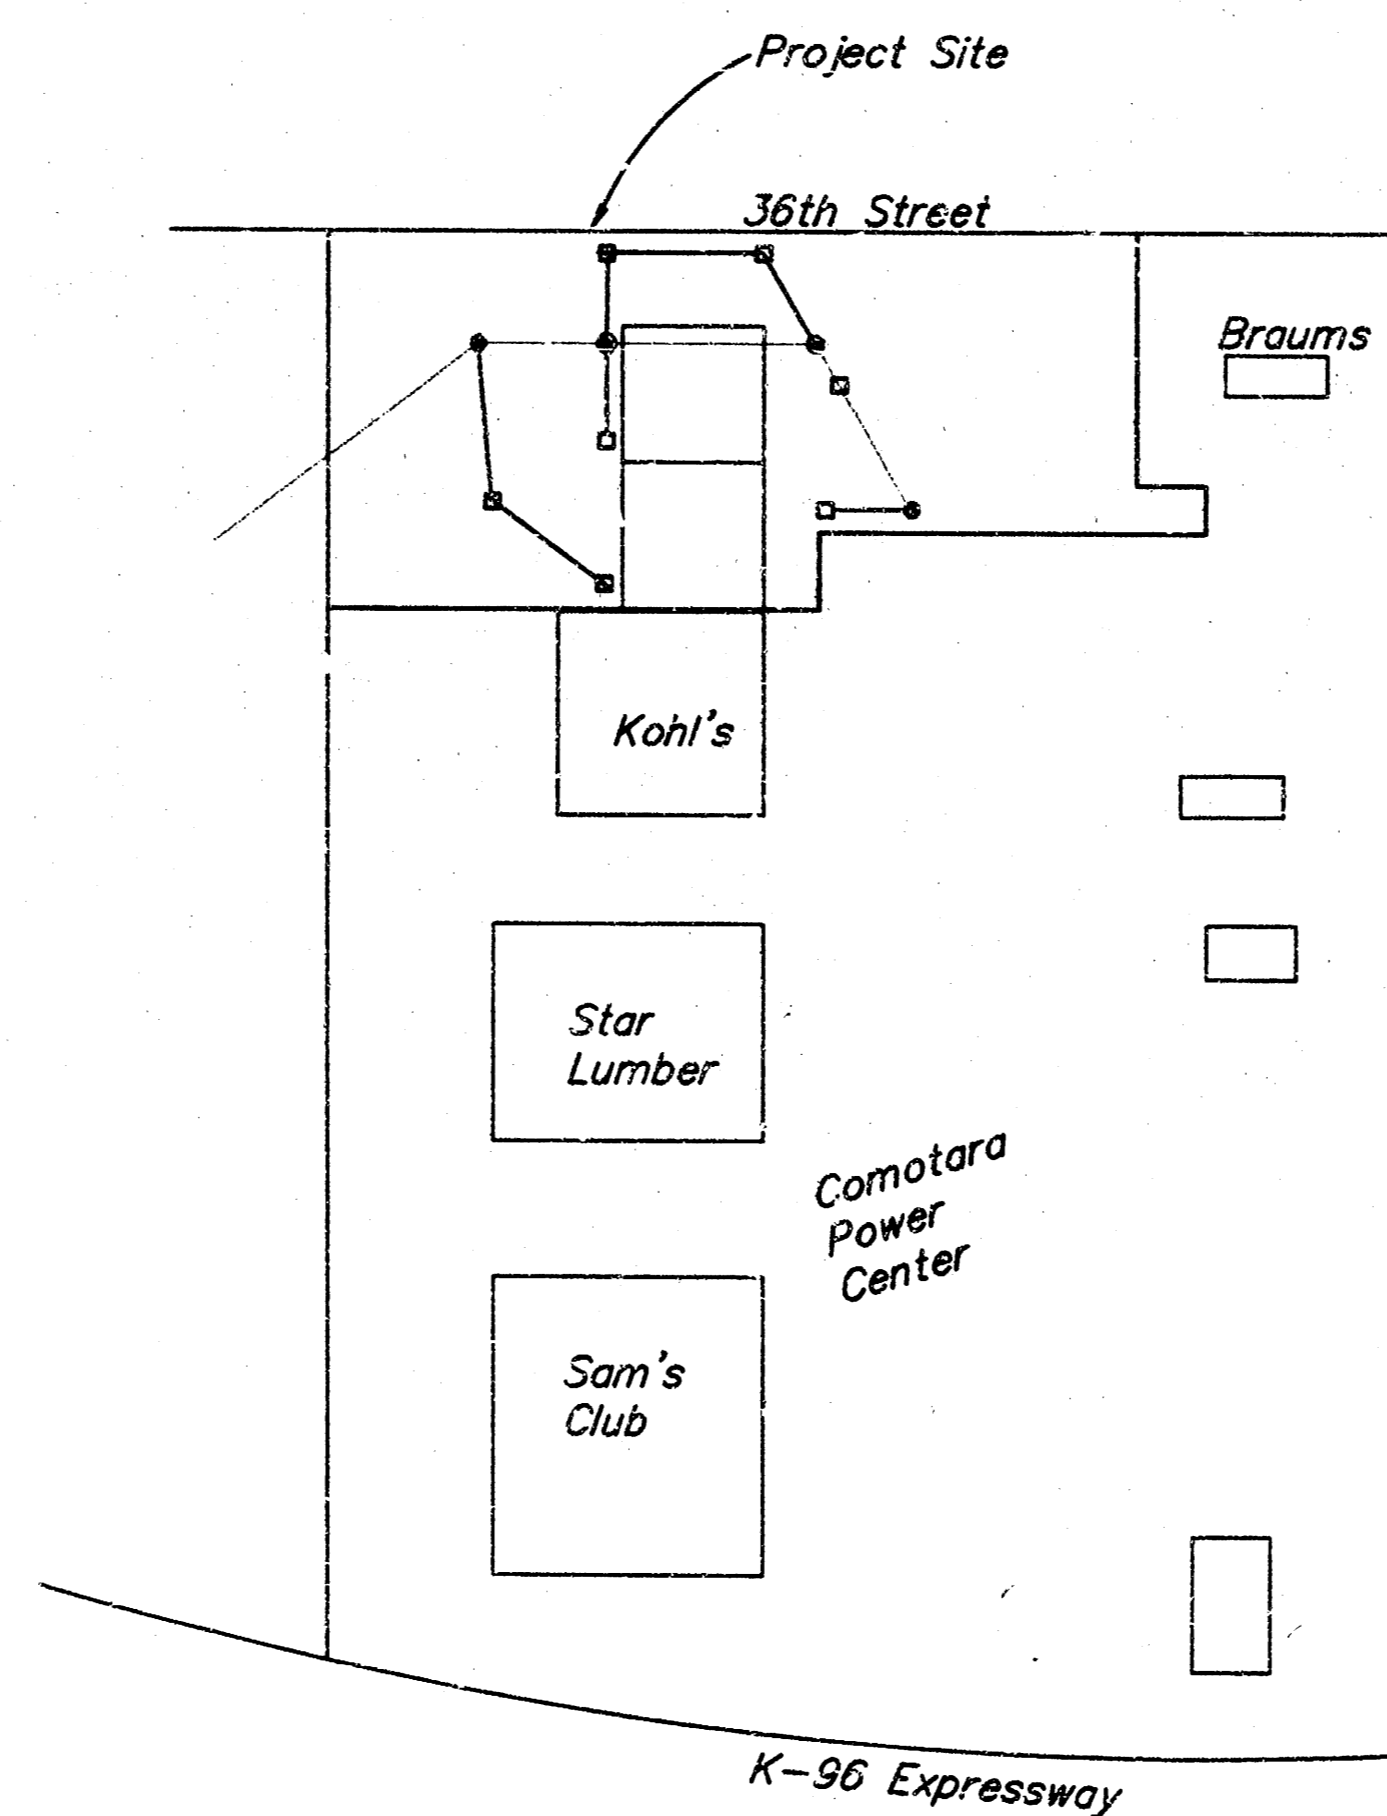 Project Site
36th Street
Braums
Kohl's
Star
Lumber
Comotara
Power
Center
Sam's
Club
K-96 Expressway